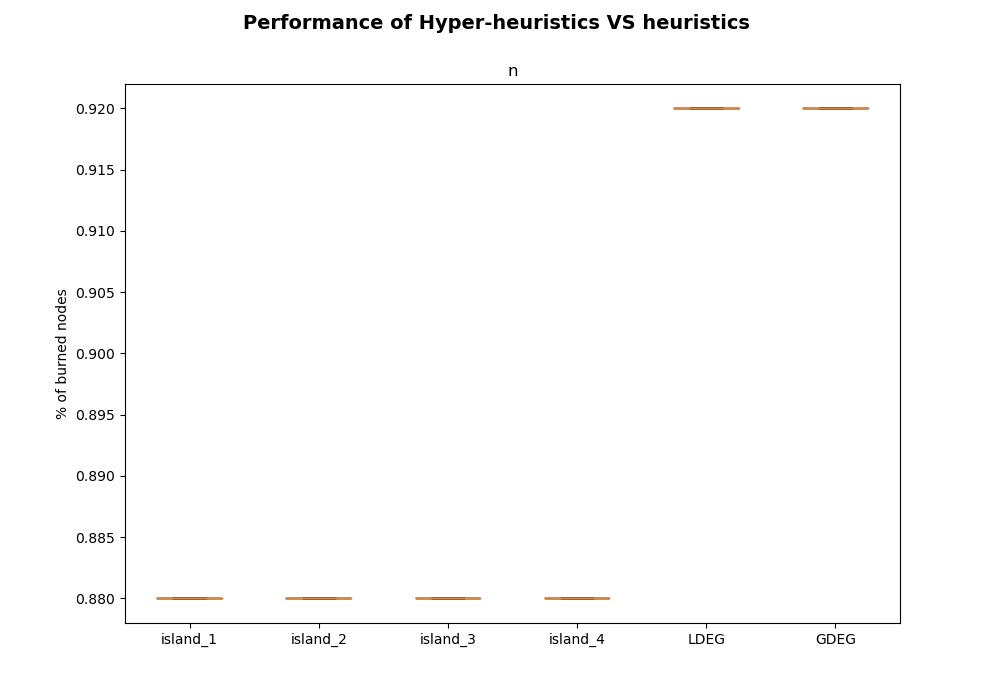 Performance of Hyper-heuristics VS heuristics
n
% of burned nodes
0.920
0.915
0.910
0.905
0.900
0.895
0.890
0.885
0.880
island_1 island_2 island_3 island_4 LDEG GDEG